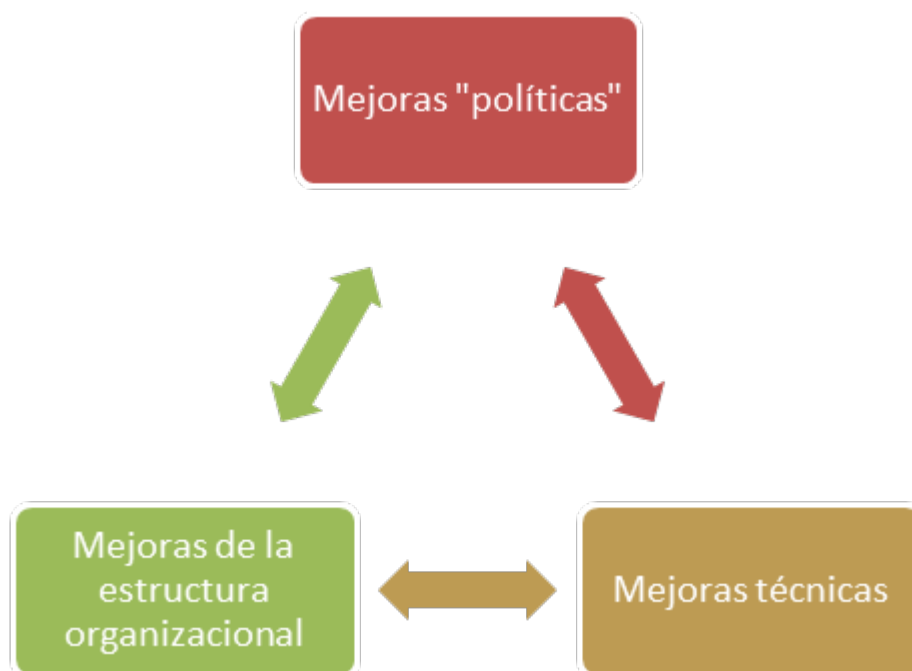 Mejoras "políticas"
Mejoras de la
estructura
organizacional
Mejoras técnicas